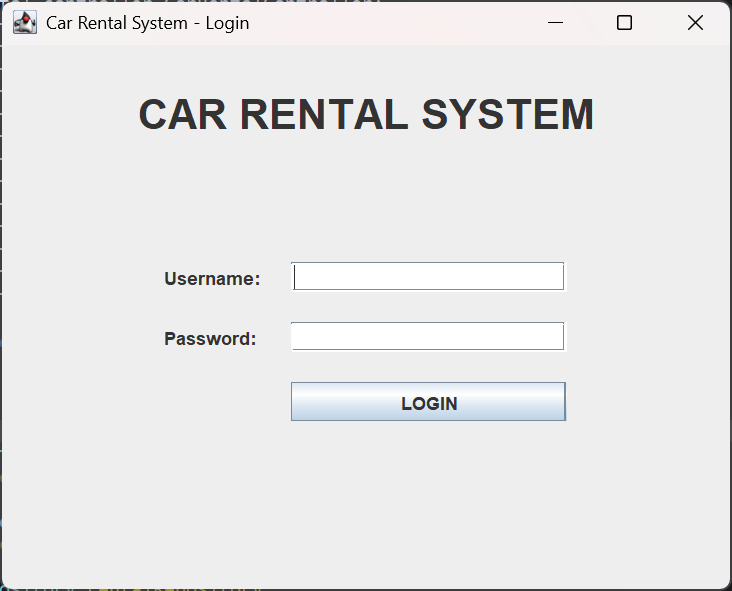 Car Rental System - Login
CAR RENTAL SYSTEM
Username:
Password:
LOGIN